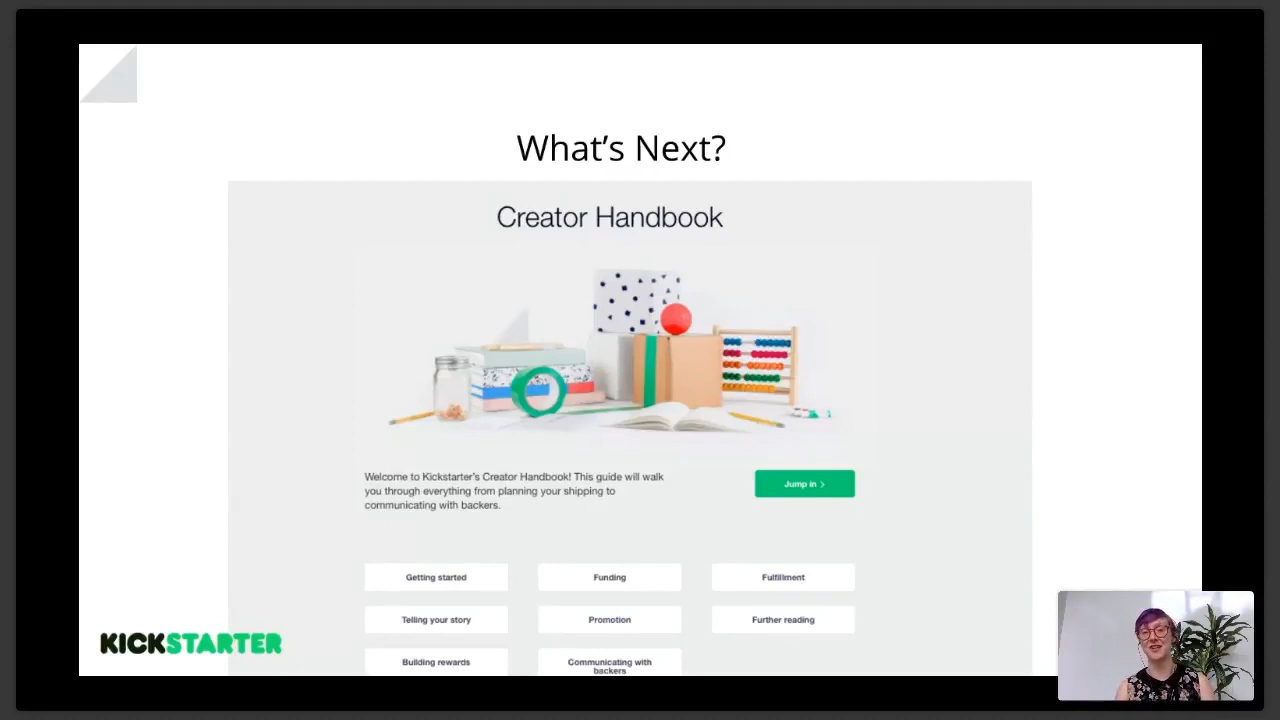 What's Next?
Creator Handbook
Welcome to Kickstarter's Creator Handbook! This guide will walk
you through everything from planning your shipping to
communicating with backers.
Jump in >
Getting started
Funding
Fulfillment
Telling your story
Promotion
Further reading
Building rewards
Communicating with
backers
KICKSTARTER